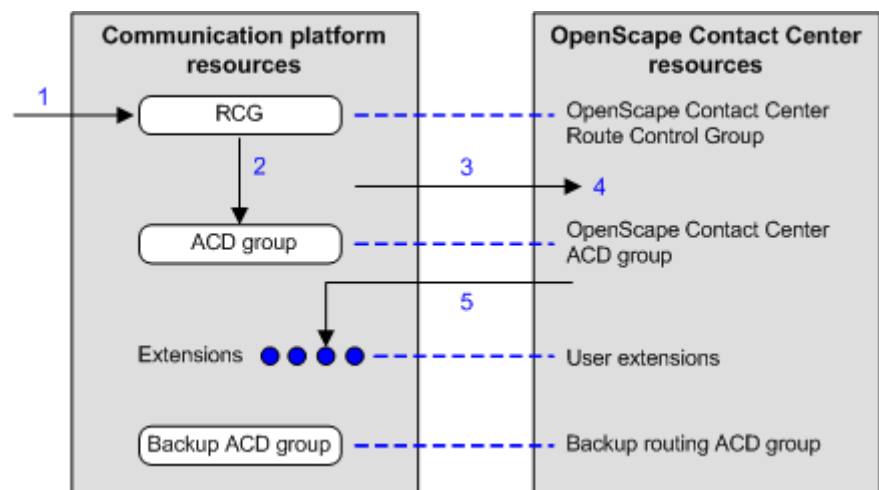 Communication platform
resources
OpenScape Contact Center
resources
1
RCG
OpenScape Contact Center
Route Control Group
2
3
4
ACD group
OpenScape Contact Center
ACD group
5
Extensions
User extensions
Backup ACD group
Backup routing ACD group